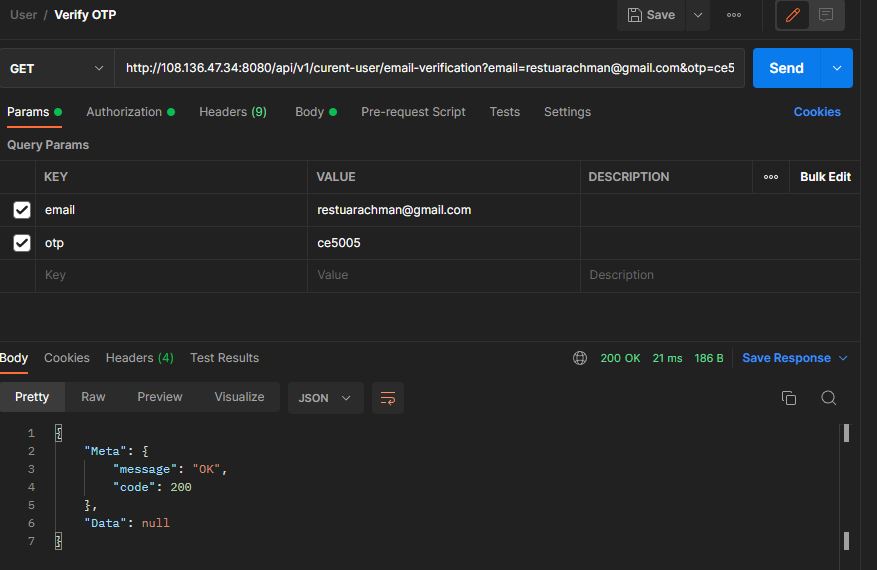 User / Verify OTP Save
GET http://108.136.47.34:8080/api/v1/curent-user/email-verification?email=restuarachman@gmail.com&otp=ce5 Send
Params Authorization Headers (9) Body Pre-request Script Tests Settings Cookies
Query Params
KEY VALUE DESCRIPTION Bulk Edit
email restuarachman@gmail.com
otp ce5005
Key Value Description
Body Cookies Headers (4) Test Results 200 OK 21 ms 186 B Save Response
Pretty Raw Preview Visualize JSON
1 {
2 "Meta": {
3 "message": "OK",
4 "code": 200
5 },
6 "Data": null
7 }